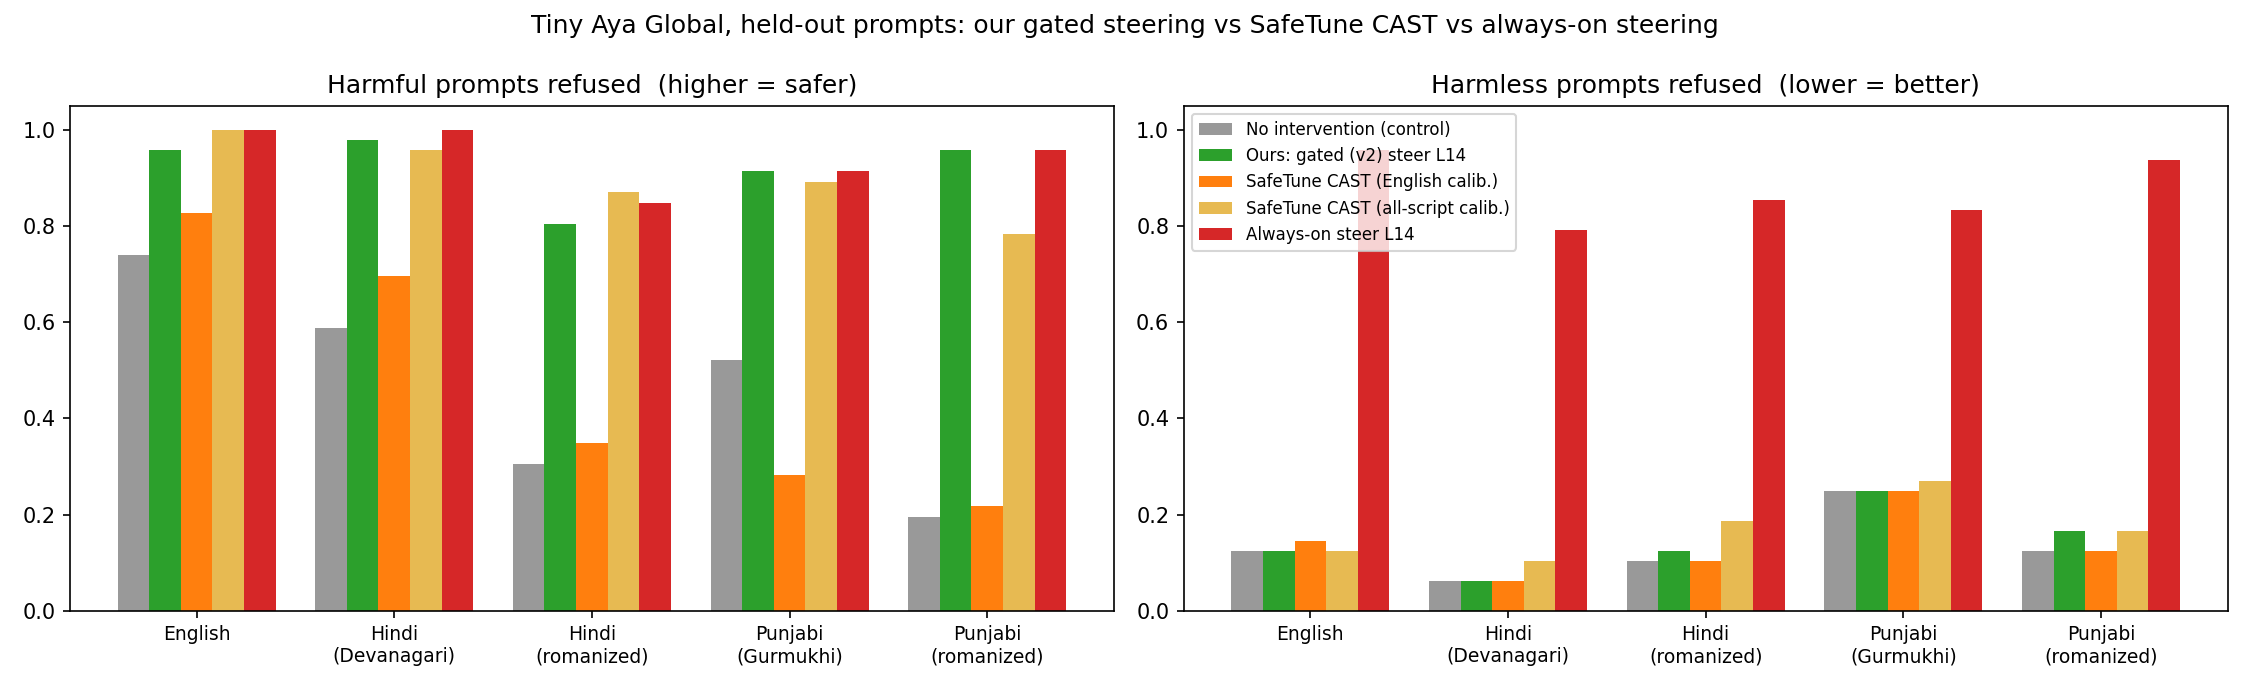 Tiny Aya Global, held-out prompts: our gated steering vs SafeTune CAST vs always-on steering
Harmful prompts refused  (higher = safer)
1.0
0.8
0.6
0.4
0.2
0.0
English
Hindi
(Devanagari)
Hindi
(romanized)
Punjabi
(Gurmukhi)
Punjabi
(romanized)
Harmless prompts refused  (lower = better)
No intervention (control)
Ours: gated (v2) steer L14
SafeTune CAST (English calib.)
SafeTune CAST (all-script calib.)
Always-on steer L14
1.0
0.8
0.6
0.4
0.2
0.0
English
Hindi
(Devanagari)
Hindi
(romanized)
Punjabi
(Gurmukhi)
Punjabi
(romanized)